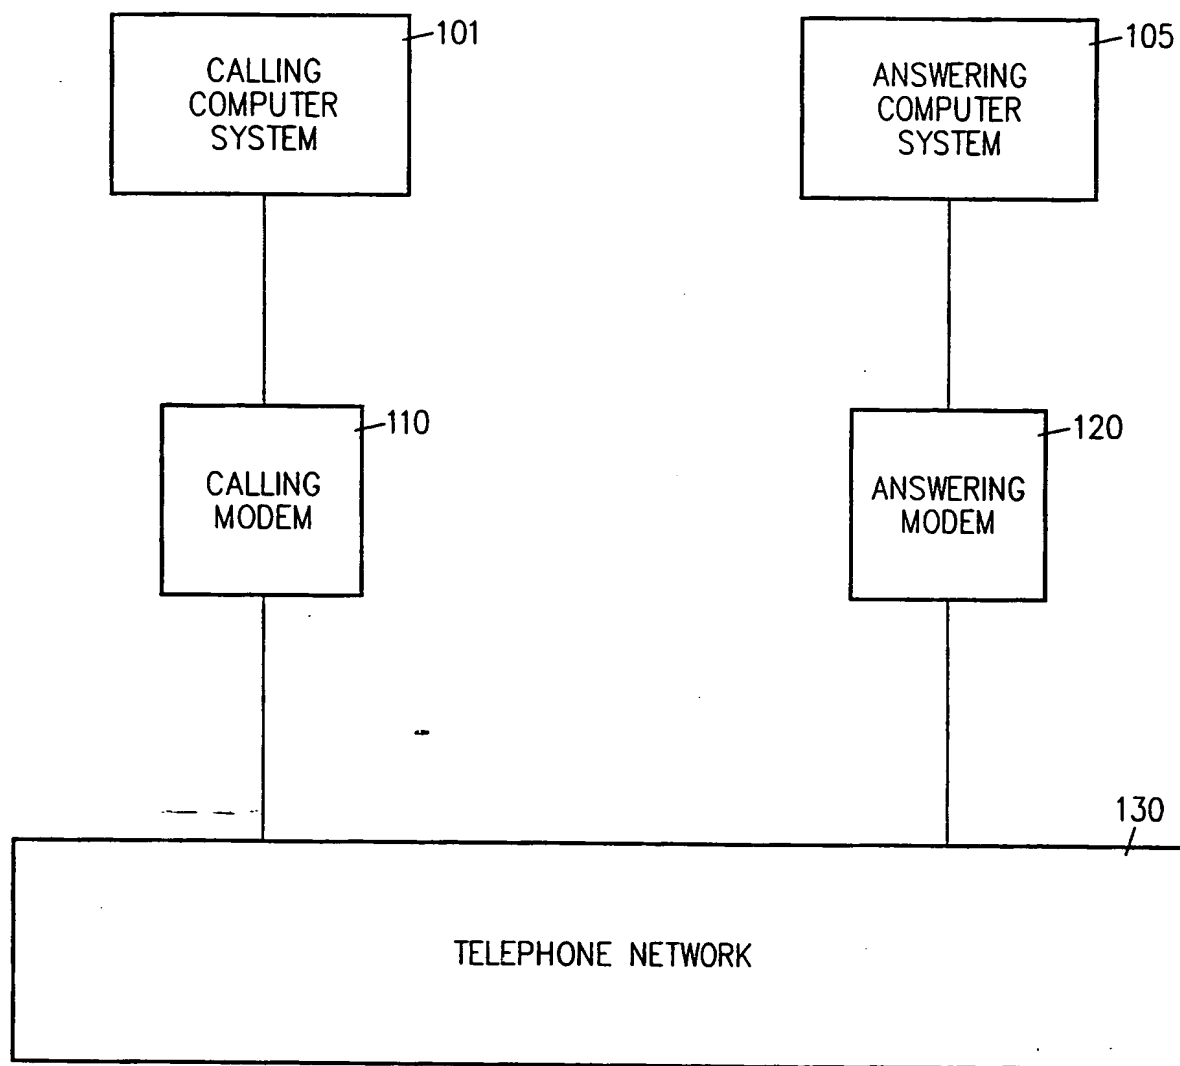 101
CALLING
COMPUTER
SYSTEM
105
ANSWERING
COMPUTER
SYSTEM
110
CALLING
MODEM
120
ANSWERING
MODEM
130
TELEPHONE NETWORK